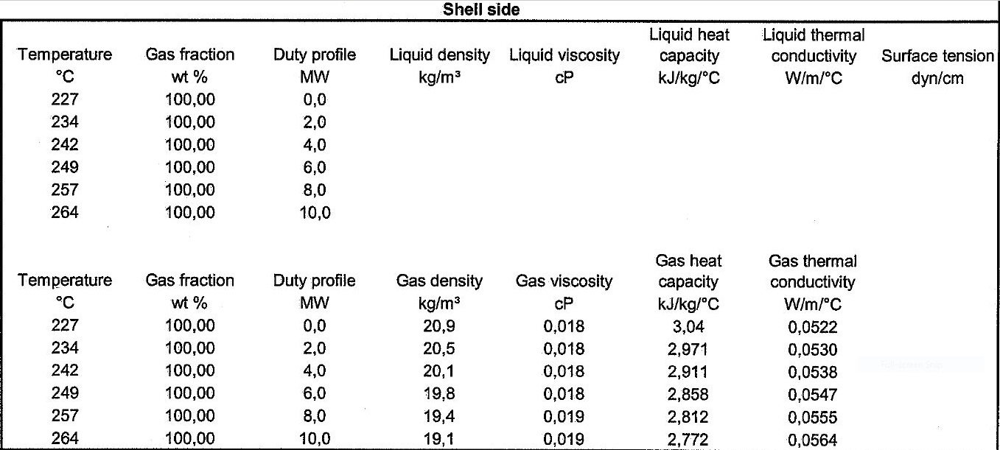 Shell side
Liquid heat Liquid thermal
Temperature Gas fraction Duty profile Liquid density Liquid viscosity capacity conductivity Surface tension
°C wt % MW kg/m³ cP kJ/kg/°C W/m/°C dyn/cm
227 100,00 0,0
234 100,00 2,0
242 100,00 4,0
249 100,00 6,0
257 100,00 8,0
264 100,00 10,0
Gas heat Gas thermal
Temperature Gas fraction Duty profile Gas density Gas viscosity capacity conductivity
°C wt % MW kg/m³ cP kJ/kg/°C W/m/°C
227 100,00 0,0 20,9 0,018 3,04 0,0522
234 100,00 2,0 20,5 0,018 2,971 0,0530
242 100,00 4,0 20,1 0,018 2,911 0,0538
249 100,00 6,0 19,8 0,018 2,858 0,0547
257 100,00 8,0 19,4 0,019 2,812 0,0555
264 100,00 10,0 19,1 0,019 2,772 0,0564